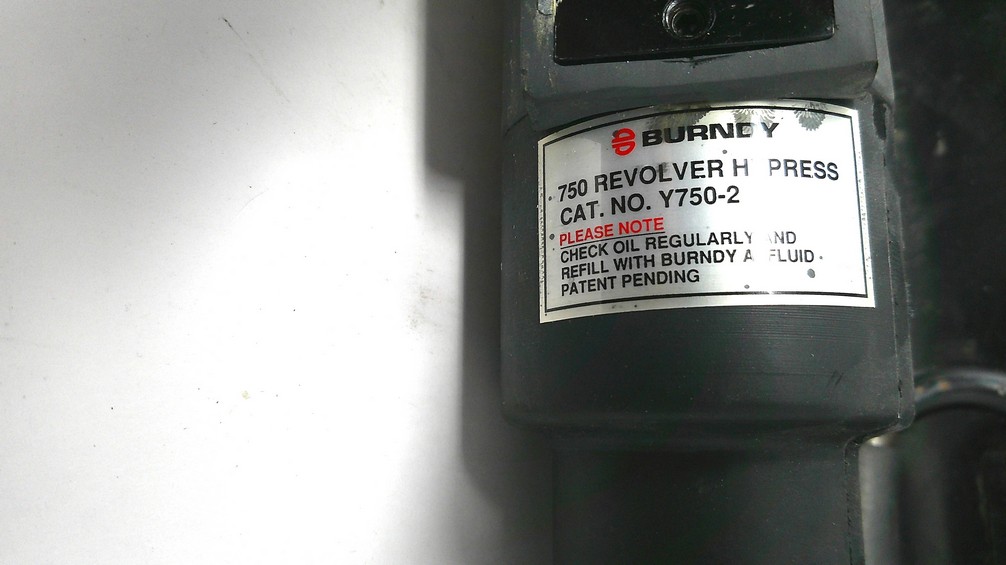 BURNDY
750 REVOLVER H PRESS
CAT. NO. Y750-2
PLEASE NOTE
CHECK OIL REGULARLY AND
REFILL WITH BURNDY FLUID
PATENT PENDING